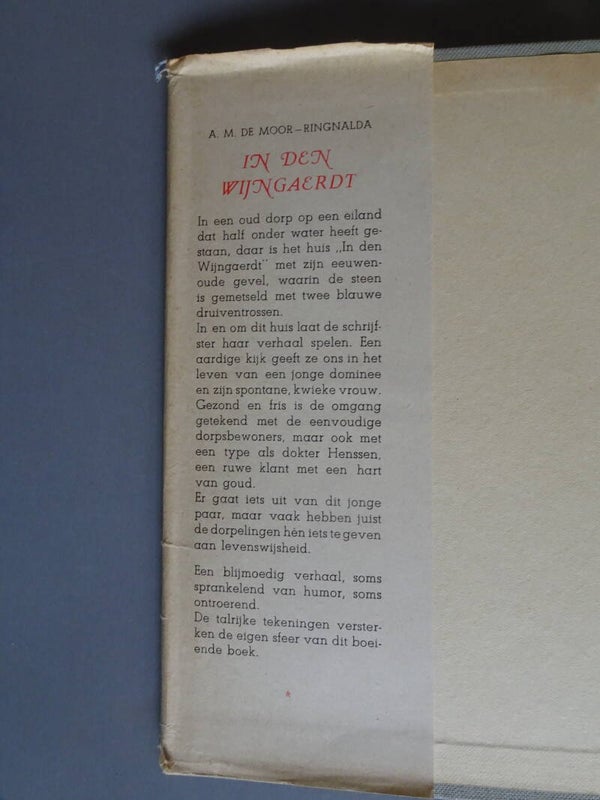 A. M. DE MOOR–RINGNALDA
IN DEN
WIJNGAERDT
In een oud dorp op een eiland
dat half onder water heeft ge-
staan, daar is het huis „In den
Wijngaerdt" met zijn eeuwen-
oude gevel, waarin de steen
is gemetseld met twee blauwe
druiventrossen.
In en om dit huis laat de schrijf-
ster haar verhaal spelen. Een
aardige kijk geeft ze ons in het
leven van een jonge dominee
en zijn spontane, kwieke vrouw.
Gezond en fris is de omgang
getekend met de eenvoudige
dorpsbewoners, maar ook met
een type als dokter Henssen,
een ruwe klant met een hart
van goud.
Er gaat iets uit van dit jonge
paar, maar vaak hebben juist
de dorpelingen hén iets te geven
aan levenswijsheid.
Een blijmoedig verhaal, soms
sprankelend van humor, soms
ontroerend.
De talrijke tekeningen verster-
ken de eigen sfeer van dit boei-
ende boek.
*